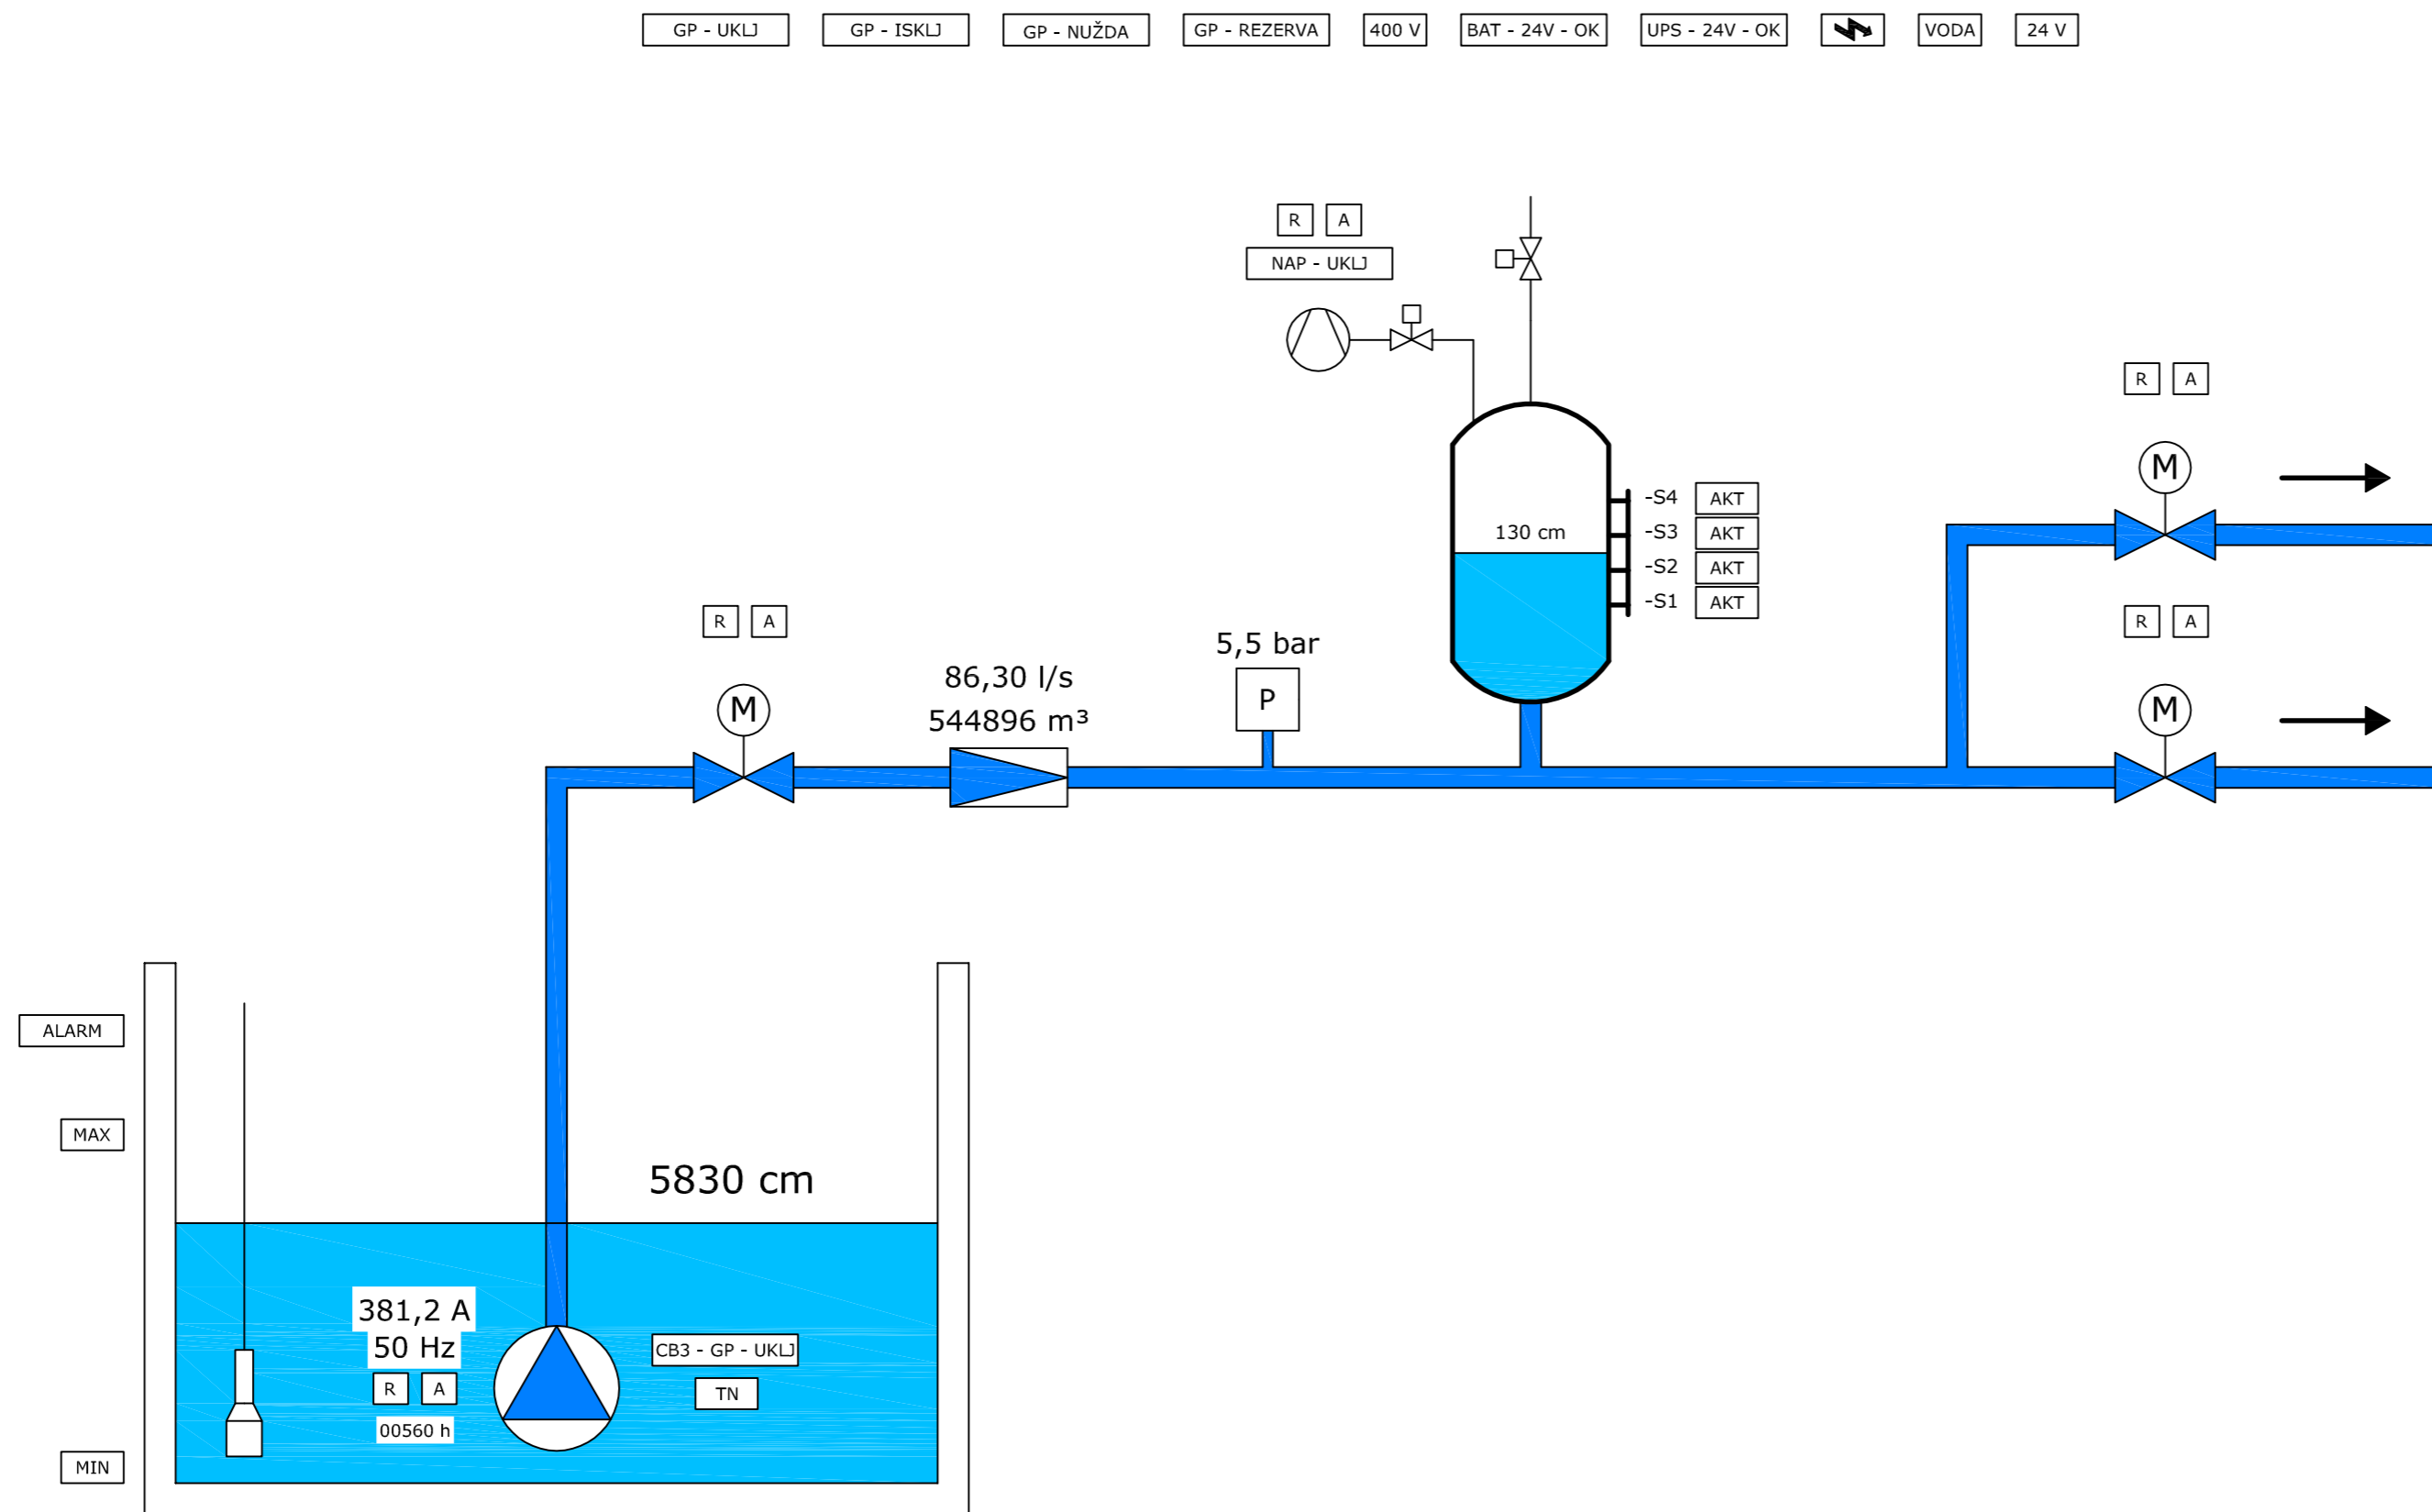 GP - UKLJ GP - ISKLJ GP - NUŽDA GP - REZERVA 400 V BAT - 24V - OK UPS - 24V - OK VODA 24 V
R A
NAP - UKLJ
R A
M
-S4 AKT
130 cm
-S3 AKT
-S2 AKT
-S1 AKT
R A
R A
5,5 bar
86,30 l/s
P
M
M
544896 m³
ALARM
MAX
5830 cm
381,2 A
50 Hz
CB3 - GP - UKLJ
R A
TN
00560 h
MIN